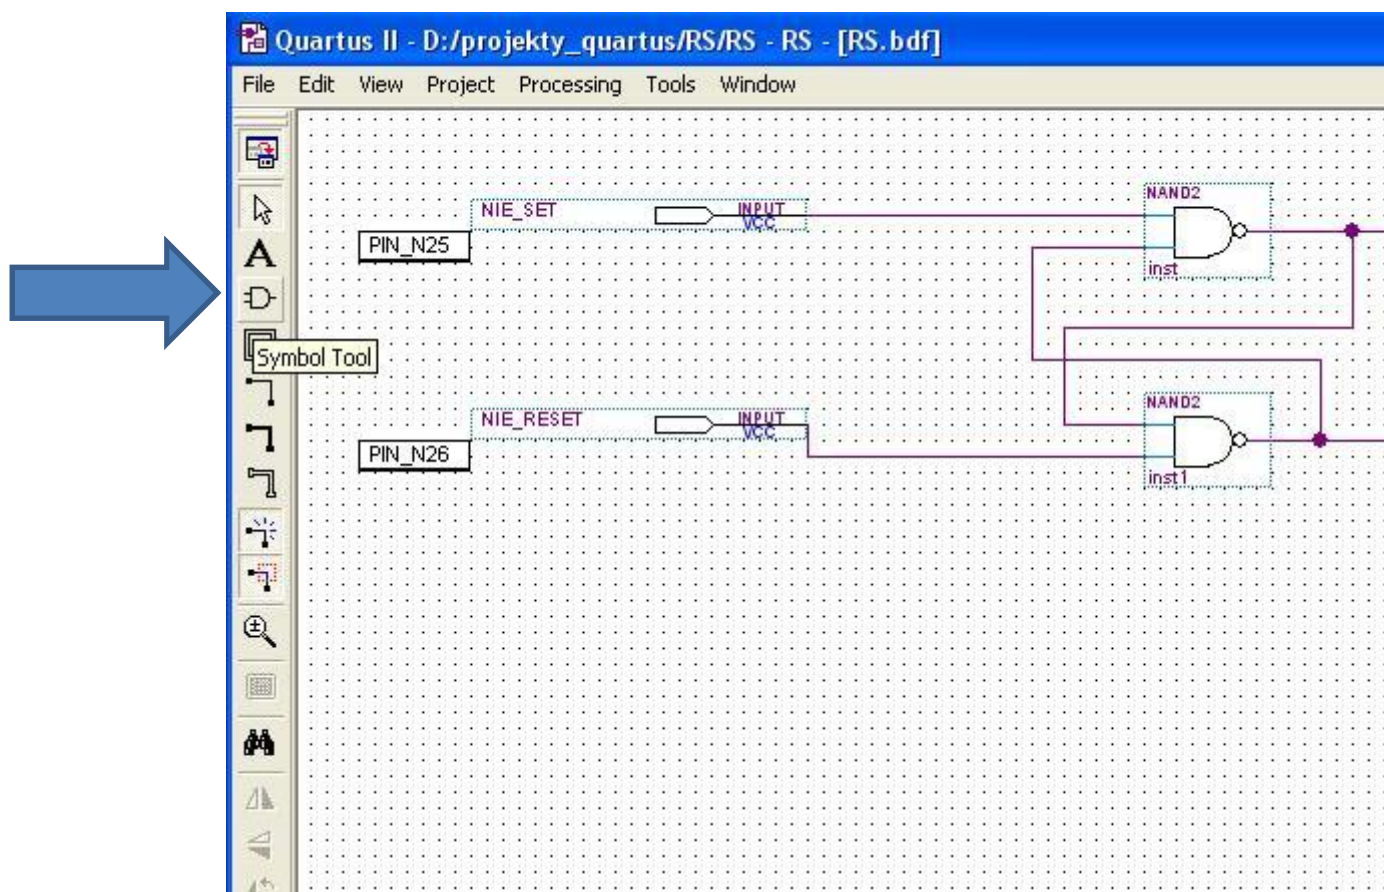 Quartus II - D:/projekty_quartus/RS/RS - RS - [RS.bdf]
File Edit View Project Processing Tools Window
A
Symbol Tool
NIE_SET INPUT
VCC
PIN_N25
NAND2
inst
NIE_RESET INPUT
VCC
PIN_N26
NAND2
inst1